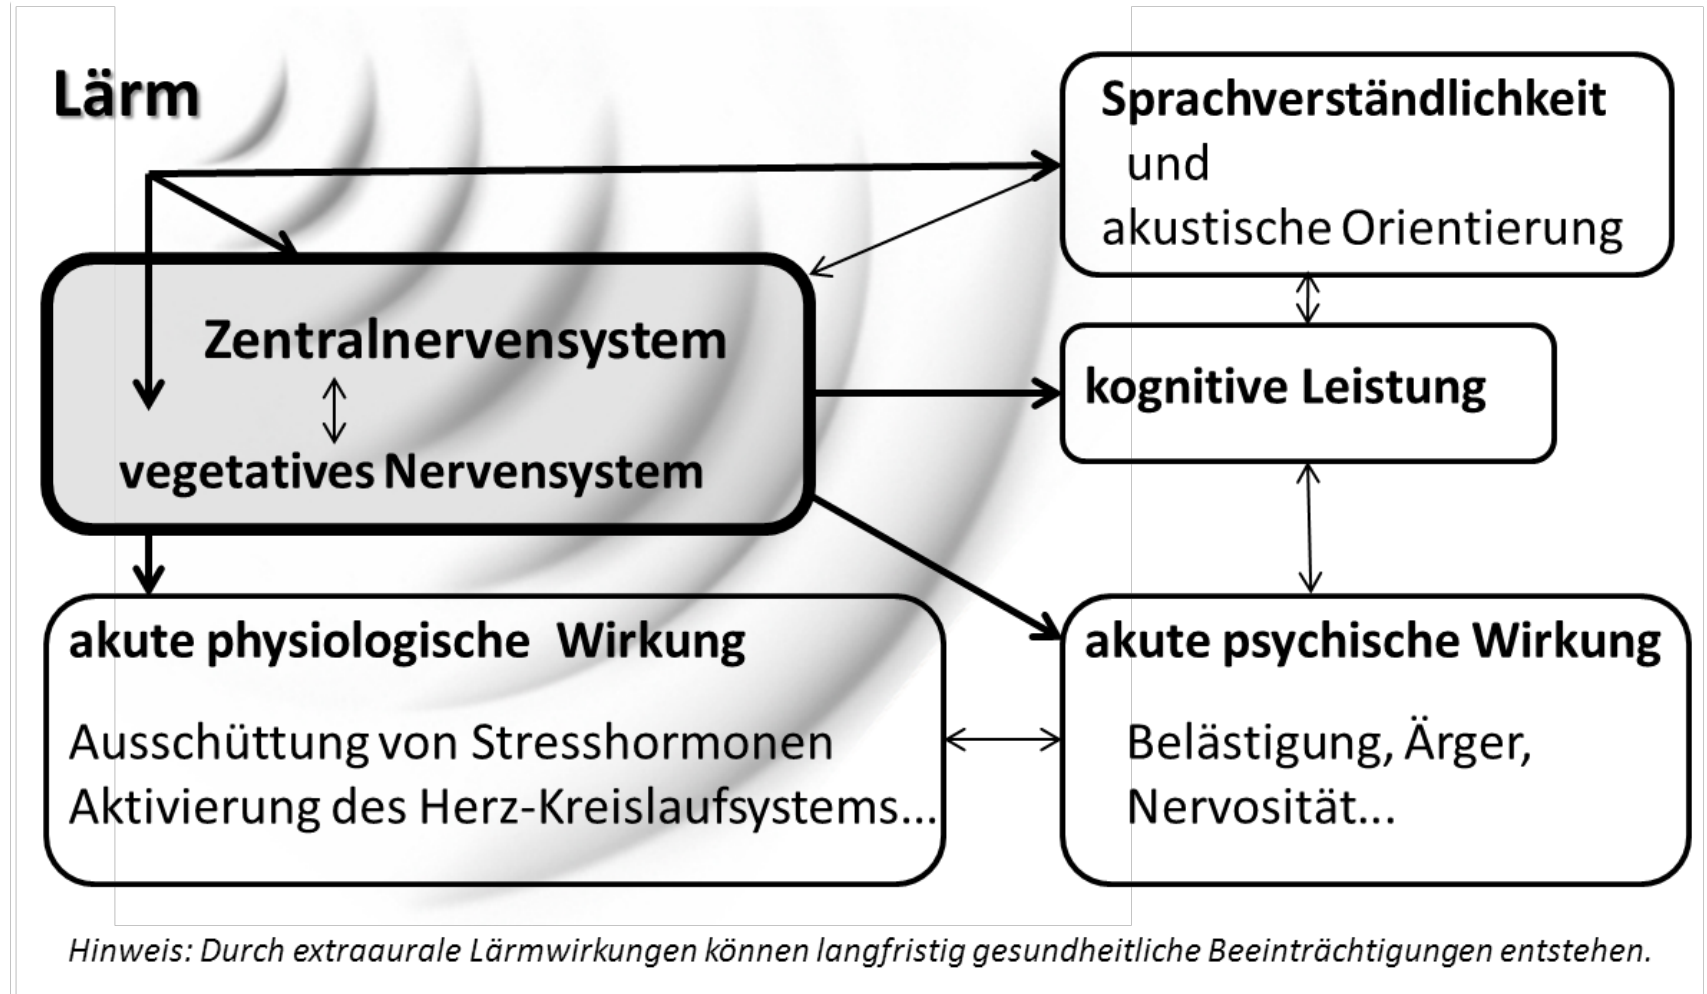 Lärm
Sprachverständlichkeit
und
akustische Orientierung
Zentralnervensystem
vegetatives Nervensystem
kognitive Leistung
akute physiologische Wirkung
Ausschüttung von Stresshormonen
Aktivierung des Herz-Kreislaufsystems...
akute psychische Wirkung
Belästigung, Ärger,
Nervosität...
Hinweis: Durch extraaurale Lärmwirkungen können langfristig gesundheitliche Beeinträchtigungen entstehen.